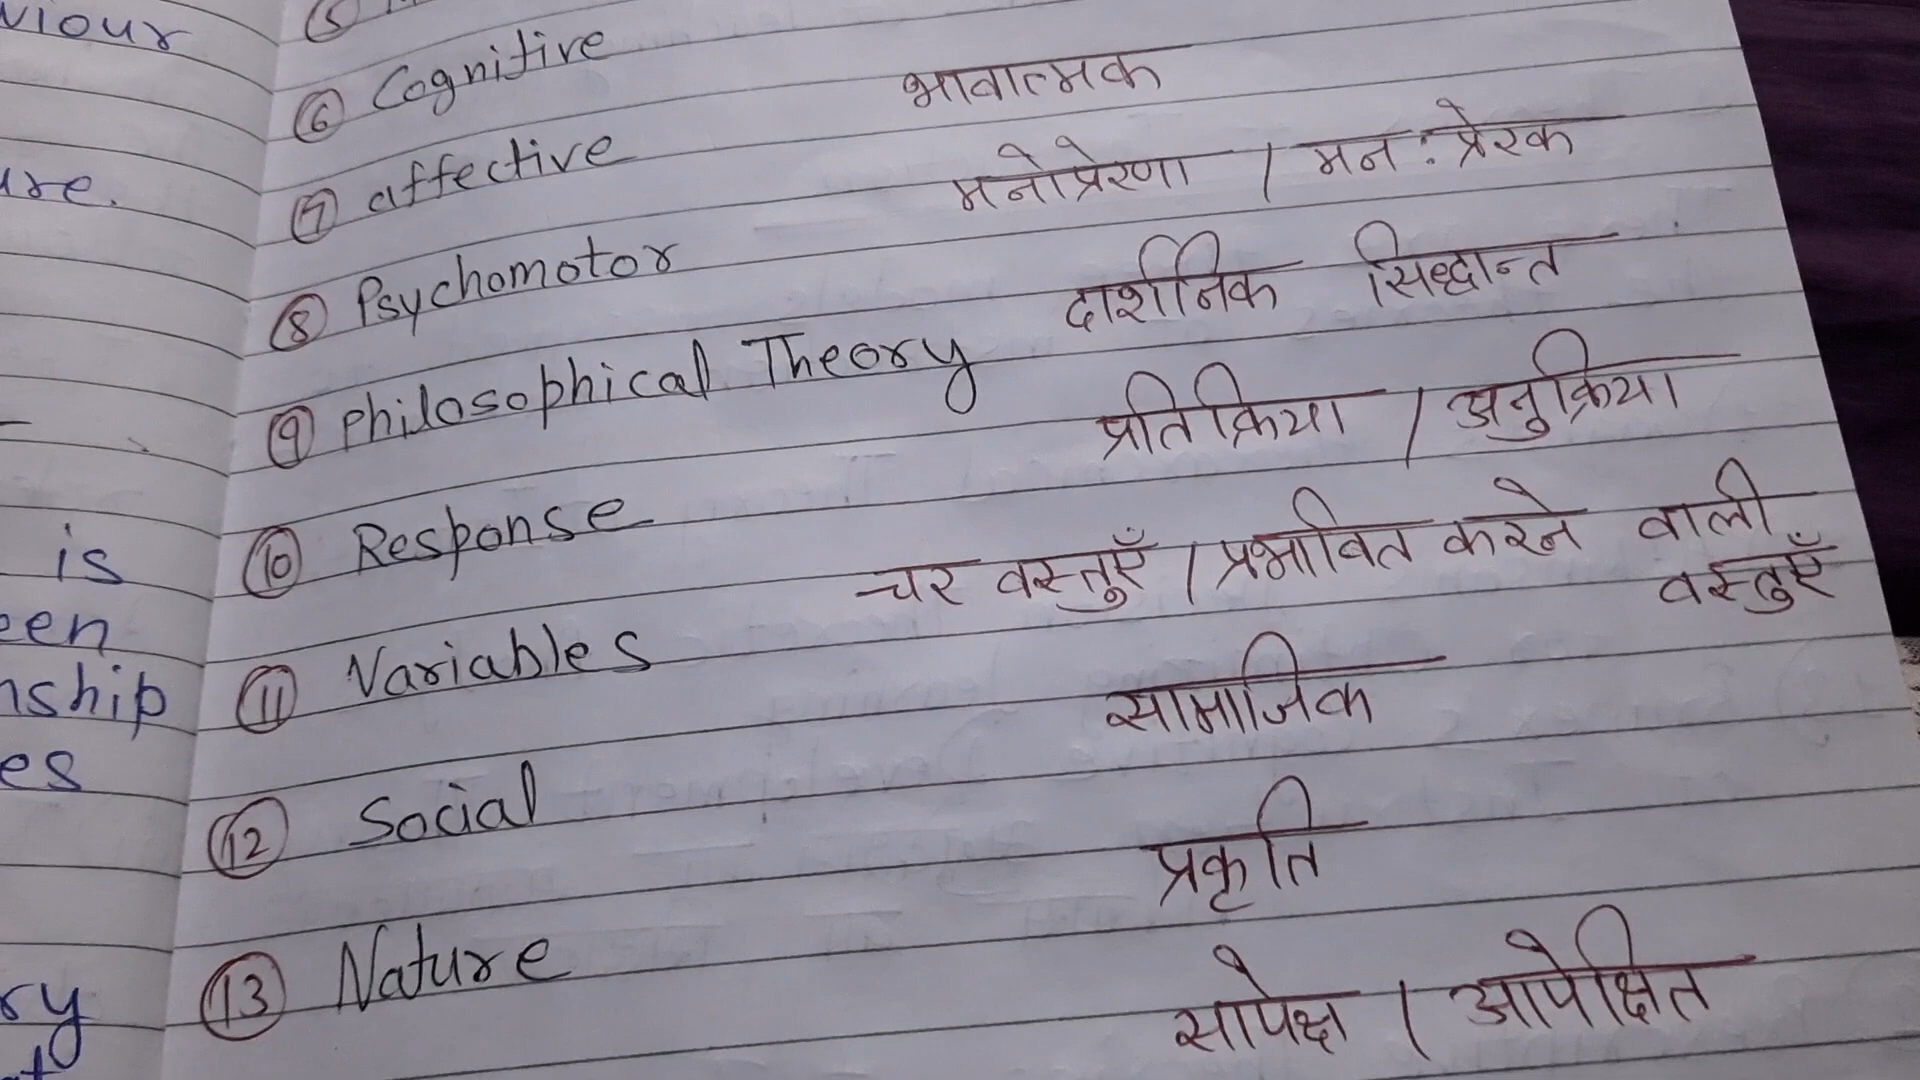 viour
ure.
is
een
nship
es
ry
(5)
(6) Cognitive
(7) affective भावात्मक
(8) Psychomotor मनोप्रेरणा / मन: प्रेरक
(9) Philosophical Theory दार्शनिक सिद्धान्त
(10) Response प्रतिक्रिया / अनुक्रिया
(11) Variables चर वस्तुएँ / प्रभावित करने वाली
वस्तुएँ
(12) Social सामाजिक
(13) Nature प्रकृति
सापेक्ष / आपेक्षित